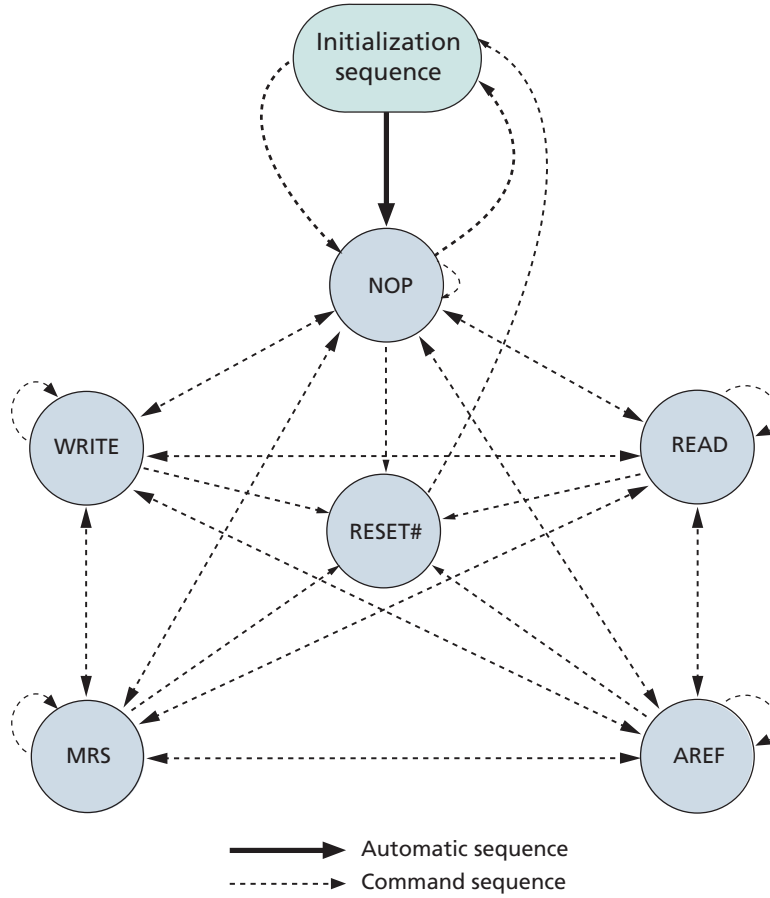 Initialization
sequence
NOP
WRITE
READ
RESET#
MRS
AREF
Automatic sequence
Command sequence